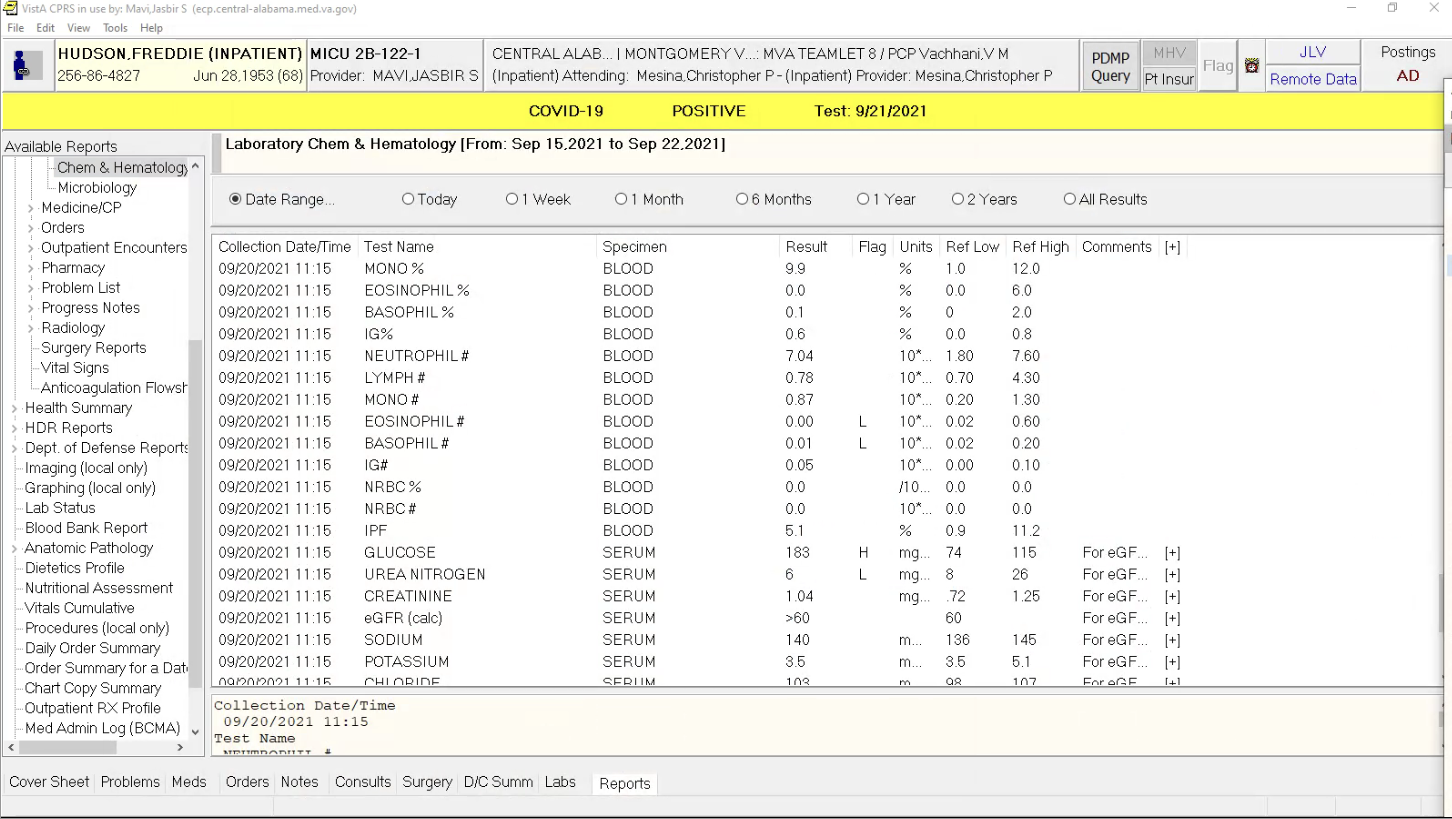 VistA CPRS in use by: Mavi,Jasbir S (ecp.central-alabama.med.va.gov)
File Edit View Tools Help
HUDSON,FREDDIE (INPATIENT) MICU 2B-122-1 CENTRAL ALAB... | MONTGOMERY V...: MVA TEAMLET 8 / PCP Vachhani,V M PDMP Query MHV Flag JLV Postings
256-86-4827 Jun 28,1953 (68) Provider: MAVI,JASBIR S (Inpatient) Attending: Mesina,Christopher P - (Inpatient) Provider: Mesina,Christopher P Pt Insur Remote Data AD
COVID-19 POSITIVE Test: 9/21/2021
Available Reports
Chem & Hematology
Microbiology
Medicine/CP
Orders
Outpatient Encounters
Pharmacy
Problem List
Progress Notes
Radiology
Surgery Reports
Vital Signs
Anticoagulation Flowsh
Health Summary
HDR Reports
Dept. of Defense Reports
Imaging (local only)
Graphing (local only)
Lab Status
Blood Bank Report
Anatomic Pathology
Dietetics Profile
Nutritional Assessment
Vitals Cumulative
Procedures (local only)
Daily Order Summary
Order Summary for a Date
Chart Copy Summary
Outpatient RX Profile
Med Admin Log (BCMA)
Laboratory Chem & Hematology [From: Sep 15,2021 to Sep 22,2021]
Date Range... Today 1 Week 1 Month 6 Months 1 Year 2 Years All Results
Collection Date/Time Test Name Specimen Result Flag Units Ref Low Ref High Comments [+]
09/20/2021 11:15 MONO % BLOOD 9.9 % 1.0 12.0
09/20/2021 11:15 EOSINOPHIL % BLOOD 0.0 % 0.0 6.0
09/20/2021 11:15 BASOPHIL % BLOOD 0.1 % 0 2.0
09/20/2021 11:15 IG% BLOOD 0.6 % 0.0 0.8
09/20/2021 11:15 NEUTROPHIL # BLOOD 7.04 10*... 1.80 7.60
09/20/2021 11:15 LYMPH # BLOOD 0.78 10*... 0.70 4.30
09/20/2021 11:15 MONO # BLOOD 0.87 10*... 0.20 1.30
09/20/2021 11:15 EOSINOPHIL # BLOOD 0.00 L 10*... 0.02 0.60
09/20/2021 11:15 BASOPHIL # BLOOD 0.01 L 10*... 0.02 0.20
09/20/2021 11:15 IG# BLOOD 0.05 10*... 0.00 0.10
09/20/2021 11:15 NRBC % BLOOD 0.0 /10... 0.0 0.0
09/20/2021 11:15 NRBC # BLOOD 0.0 10*... 0.0 0.0
09/20/2021 11:15 IPF BLOOD 5.1 % 0.9 11.2
09/20/2021 11:15 GLUCOSE SERUM 183 H mg... 74 115 For eGF... [+]
09/20/2021 11:15 UREA NITROGEN SERUM 6 L mg... 8 26 For eGF... [+]
09/20/2021 11:15 CREATININE SERUM 1.04 mg... .72 1.25 For eGF... [+]
09/20/2021 11:15 eGFR (calc) SERUM >60 60 For eGF... [+]
09/20/2021 11:15 SODIUM SERUM 140 m... 136 145 For eGF... [+]
09/20/2021 11:15 POTASSIUM SERUM 3.5 m... 3.5 5.1 For eGF... [+]
09/20/2021 11:15 CHLORIDE SERUM 103 m... 98 107 For eGF... [+]
Collection Date/Time
09/20/2021 11:15
Test Name
NEUTROPHIL #
Cover Sheet Problems Meds Orders Notes Consults Surgery D/C Summ Labs Reports